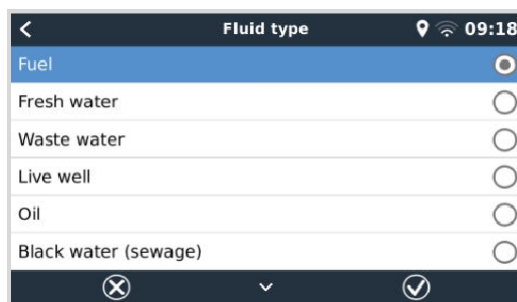 Fluid type 09:18
Fuel
Fresh water
Waste water
Live well
Oil
Black water (sewage)